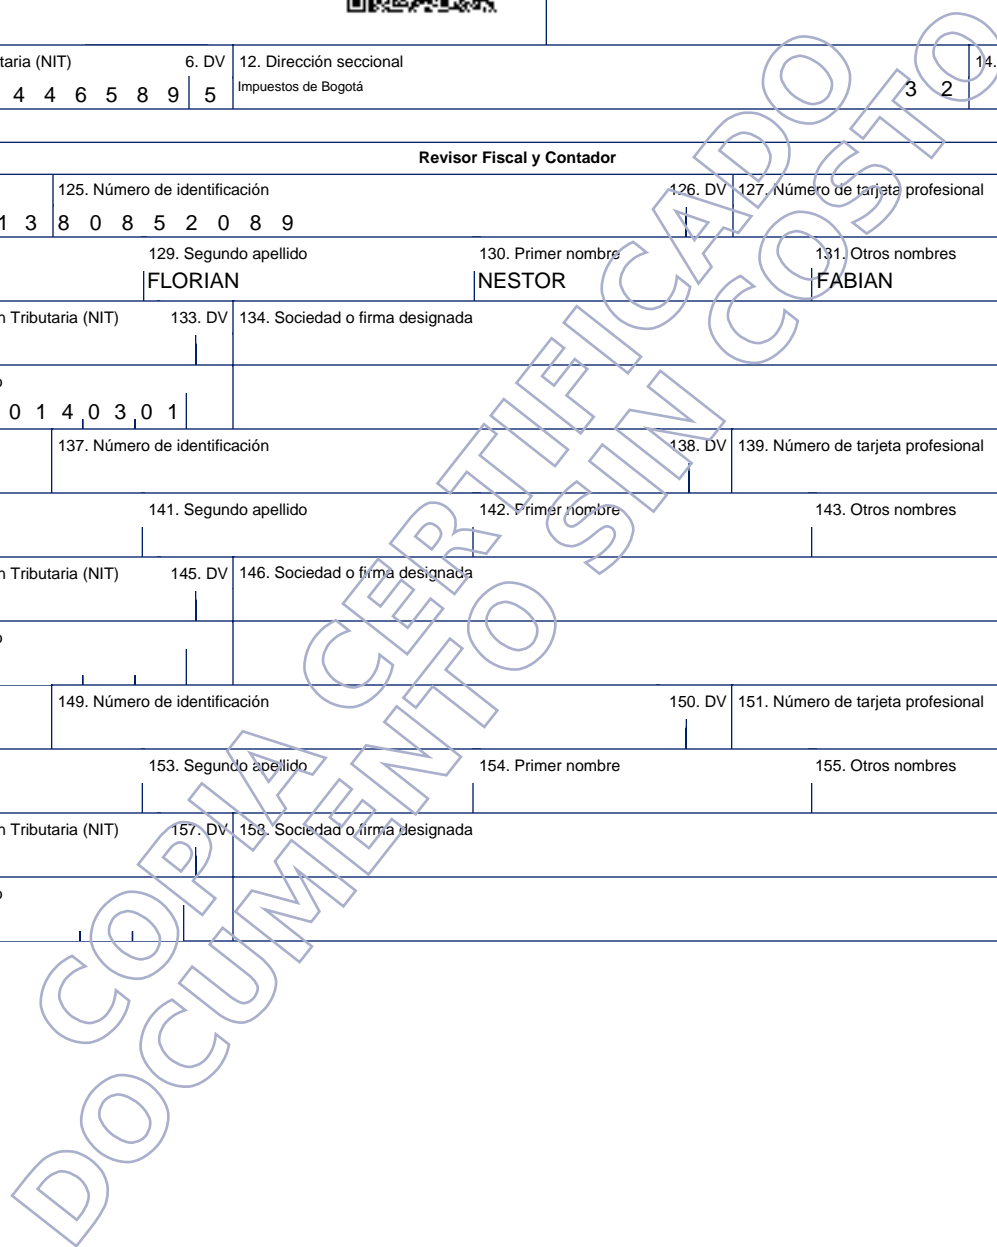 taria (NIT) 6. DV 12. Dirección seccional 14.
4 4 6 5 8 9 5 Impuestos de Bogotá 3 2
Revisor Fiscal y Contador
125. Número de identificación 126. DV 127. Número de tarjeta profesional
1 3 8 0 8 5 2 0 8 9
129. Segundo apellido 130. Primer nombre 131. Otros nombres
FLORIAN NESTOR FABIAN
n Tributaria (NIT) 133. DV 134. Sociedad o firma designada
o
0 1 4 0 3 0 1
137. Número de identificación 138. DV 139. Número de tarjeta profesional
141. Segundo apellido 142. Primer nombre 143. Otros nombres
n Tributaria (NIT) 145. DV 146. Sociedad o firma designada
o
149. Número de identificación 150. DV 151. Número de tarjeta profesional
153. Segundo apellido 154. Primer nombre 155. Otros nombres
n Tributaria (NIT) 157. DV 158. Sociedad o firma designada
o
COPIA CERTIFICADO
DOCUMENTO SIN COSTO